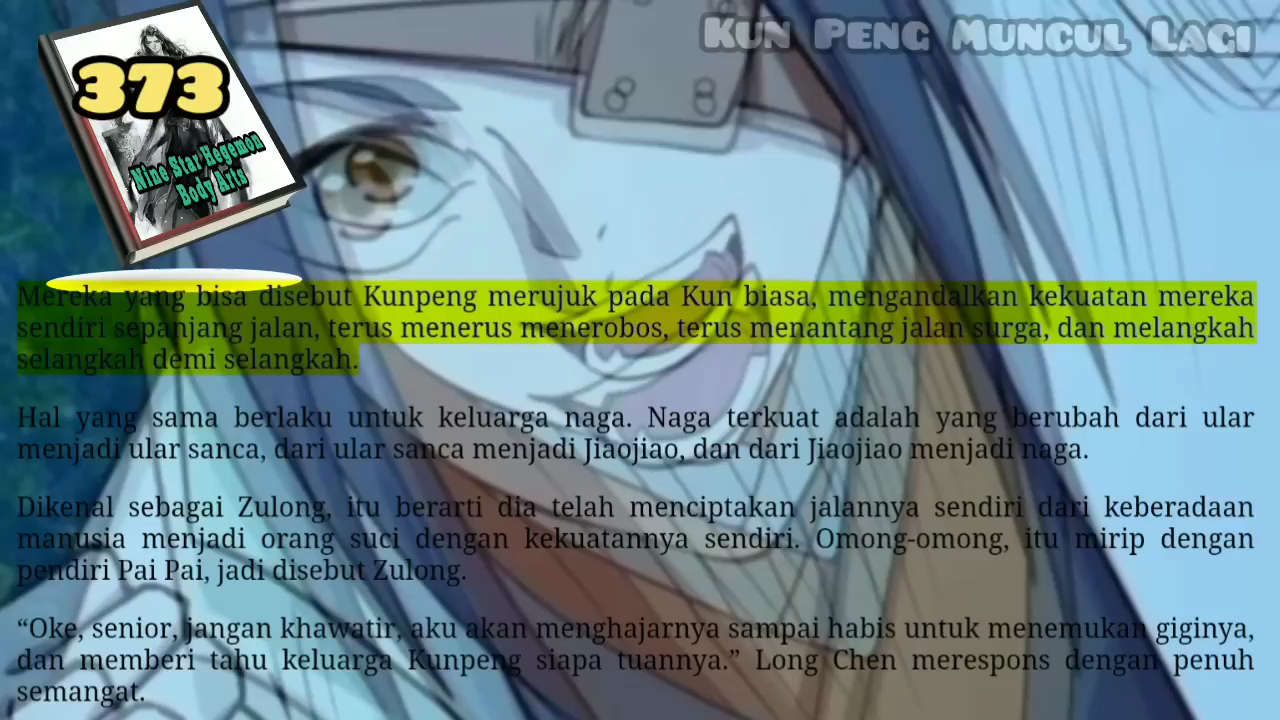 Kun Peng Muncul Lagi
373
Nine Star Hegemon
Body Arts
Mereka yang bisa disebut Kunpeng merujuk pada Kun biasa, mengandalkan kekuatan mereka
sendiri sepanjang jalan, terus menerus menerobos, terus menantang jalan surga, dan melangkah
selangkah demi selangkah.
Hal yang sama berlaku untuk keluarga naga. Naga terkuat adalah yang berubah dari ular
menjadi ular sanca, dari ular sanca menjadi Jiaojiao, dan dari Jiaojiao menjadi naga.
Dikenal sebagai Zulong, itu berarti dia telah menciptakan jalannya sendiri dari keberadaan
manusia menjadi orang suci dengan kekuatannya sendiri. Omong-omong, itu mirip dengan
pendiri Pai Pai, jadi disebut Zulong.
“Oke, senior, jangan khawatir, aku akan menghajarnya sampai habis untuk menemukan giginya,
dan memberi tahu keluarga Kunpeng siapa tuannya.” Long Chen merespons dengan penuh
semangat.